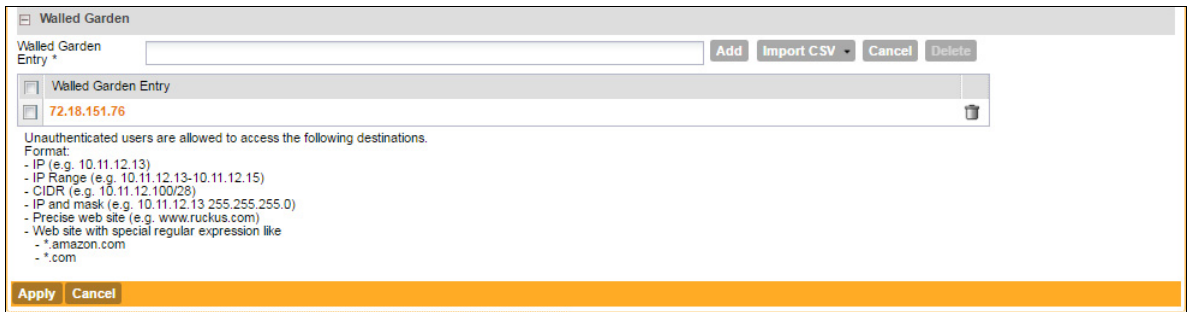 Walled Garden
Walled Garden
Entry *
Add Import CSV Cancel Delete
Walled Garden Entry
72.18.151.76
Unauthenticated users are allowed to access the following destinations.
Format:
- IP (e.g. 10.11.12.13)
- IP Range (e.g. 10.11.12.13-10.11.12.15)
- CIDR (e.g. 10.11.12.100/28)
- IP and mask (e.g. 10.11.12.13 255.255.255.0)
- Precise web site (e.g. www.ruckus.com)
- Web site with special regular expression like
- *.amazon.com
- *.com
Apply Cancel